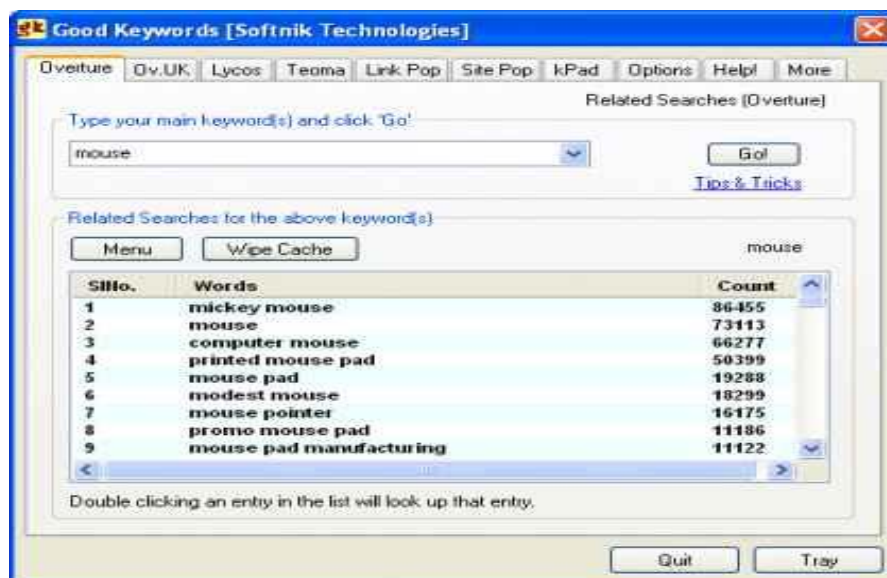 gk Good Keywords [Softnik Technologies]
Overture Ov.UK Lycos Teoma Link Pop Site Pop kPad Options Help! More
Related Searches (Overture)
Type your main keyword(s) and click 'Go'
mouse Go!
Tips & Tricks
Related Searches for the above keyword(s)
Menu Wipe Cache mouse
SlNo. Words Count
1 mickey mouse 86455
2 mouse 73113
3 computer mouse 66277
4 printed mouse pad 50399
5 mouse pad 19288
6 modest mouse 18299
7 mouse pointer 16175
8 promo mouse pad 11186
9 mouse pad manufacturing 11122
Double clicking an entry in the list will look up that entry.
Quit Tray